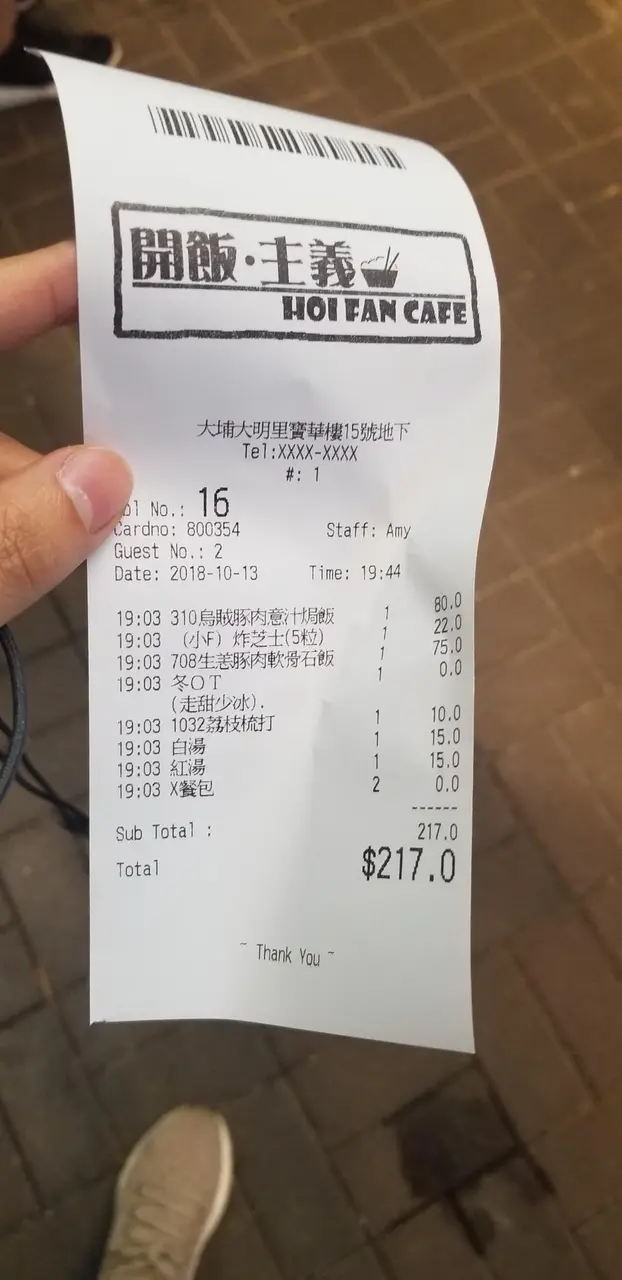 開飯·主義
HOI FAN CAFE
大埔大明里寶華樓15號地下
Tel:XXXX-XXXX
#: 1
bl No.: 16
Cardno: 800354 Staff: Amy
Guest No.: 2
Date: 2018-10-13 Time: 19:44
19:03 310烏賊豚肉意汁焗飯 1 80.0
19:03 (小F) 炸芝士(5粒) 1 22.0
19:03 708生姜豚肉軟骨石飯 1 75.0
19:03 冬OT 1 0.0
(走甜少冰).
19:03 1032荔枝梳打 1 10.0
19:03 白湯 1 15.0
19:03 紅湯 1 15.0
19:03 X餐包 2 0.0
------
Sub Total : 217.0
Total $217.0
~ Thank You ~